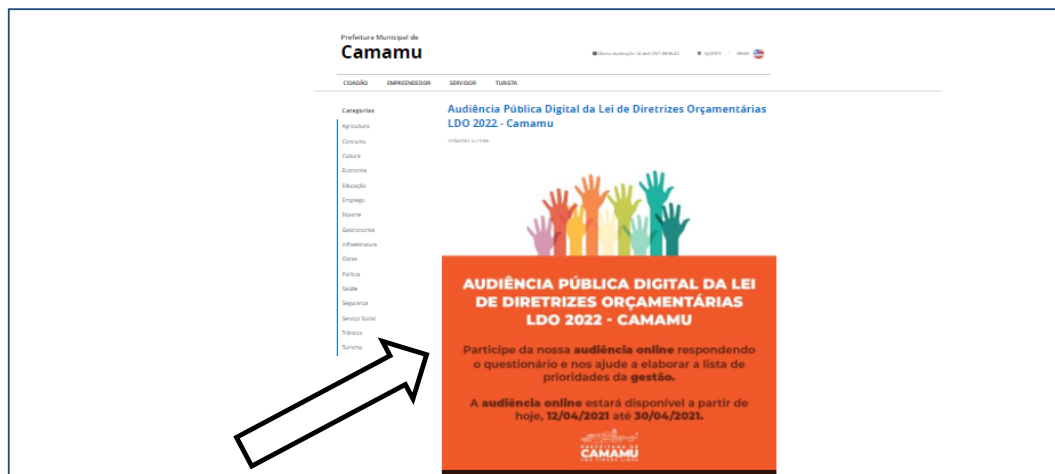 Prefeitura Municipal de
Camamu
CIDADÃO EMPREENDEDOR SERVIDOR TURISTA
Categorias
Agricultura
Concurso
Cultura
Economia
Educação
Emprego
Esporte
Gastronomia
Infraestrutura
Obras
Política
Saúde
Segurança
Serviço Social
Trânsito
Turismo
Audiência Pública Digital da Lei de Diretrizes Orçamentárias
LDO 2022 - Camamu
AUDIÊNCIA PÚBLICA DIGITAL DA LEI
DE DIRETRIZES ORÇAMENTÁRIAS
LDO 2022 - CAMAMU
Participe da nossa audiência online respondendo
o questionário e nos ajude a elaborar a lista de
prioridades da gestão.
A audiência online estará disponível a partir de
hoje, 12/04/2021 até 30/04/2021.
PREFEITURA DE
CAMAMU